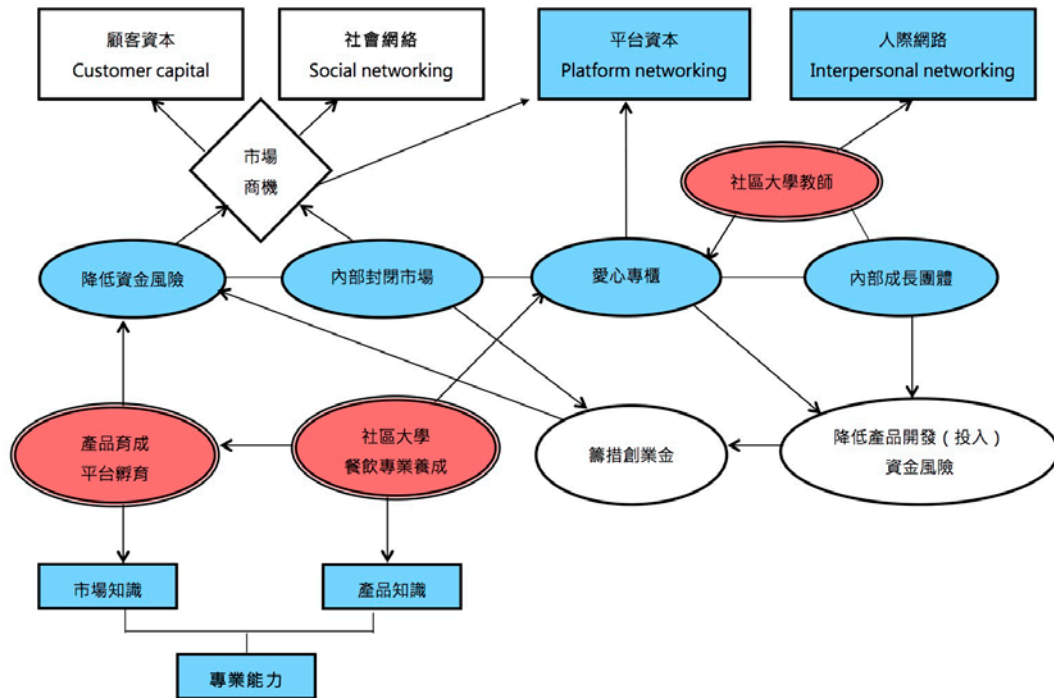 顧客資本
Customer capital
社會網絡
Social networking
平台資本
Platform networking
人際網路
Interpersonal networking
市場
商機
社區大學教師
降低資金風險
內部封閉市場
愛心專櫃
內部成長團體
產品育成
平台孵育
社區大學
餐飲專業養成
籌措創業金
降低產品開發（投入）
資金風險
市場知識
產品知識
專業能力